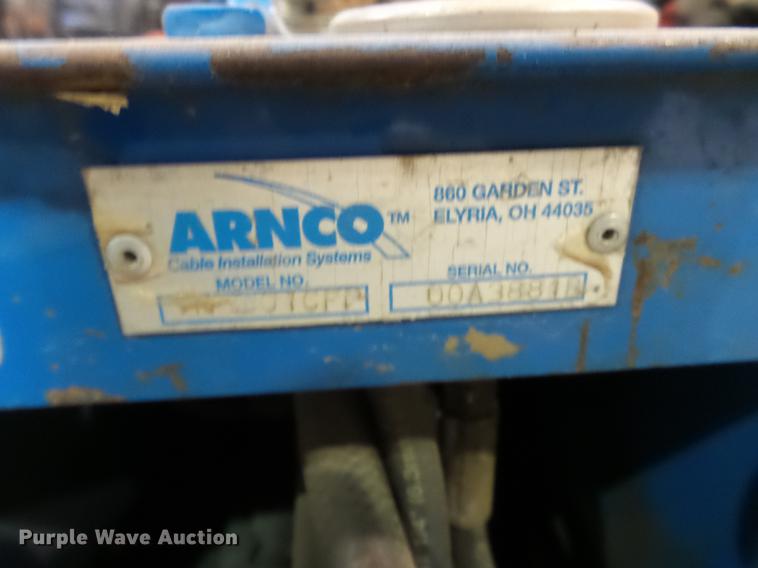 ARNCO™
Cable Installation Systems
860 GARDEN ST.
ELYRIA, OH 44035
MODEL NO.
SERIAL NO.
Purple Wave Auction